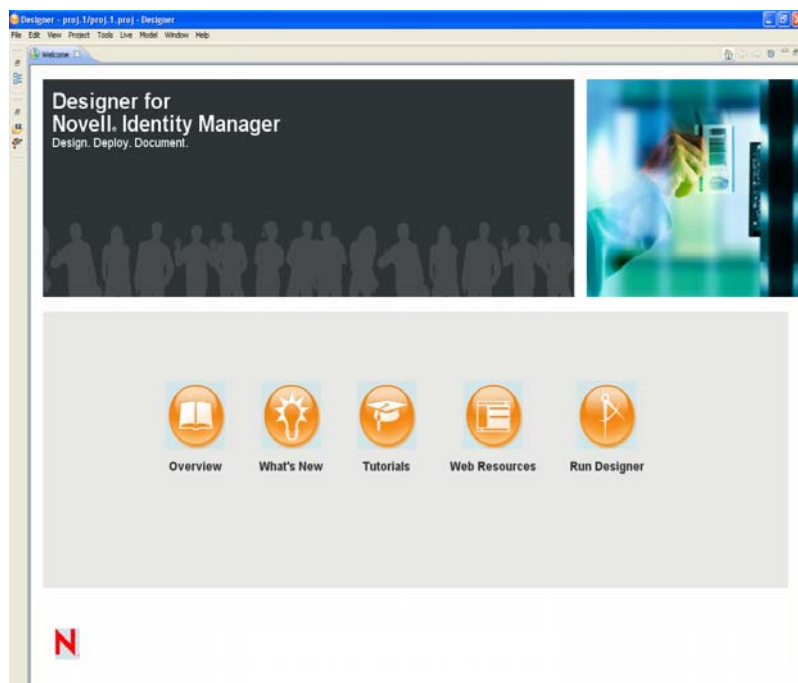 Designer - proj.1/proj.1.proj - Designer
File Edit View Project Tools Live Model Window Help
Welcome
Designer for
Novell® Identity Manager
Design. Deploy. Document.
Overview What's New Tutorials Web Resources Run Designer
N